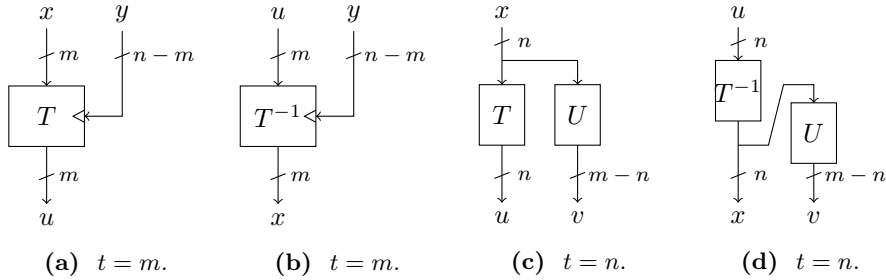 x y u y x u
m n − m m n − m n n
T T⁻¹ T U T⁻¹ U
m m n m − n n m − n
u x u v x v
(a) t = m. (b) t = m. (c) t = n. (d) t = n.